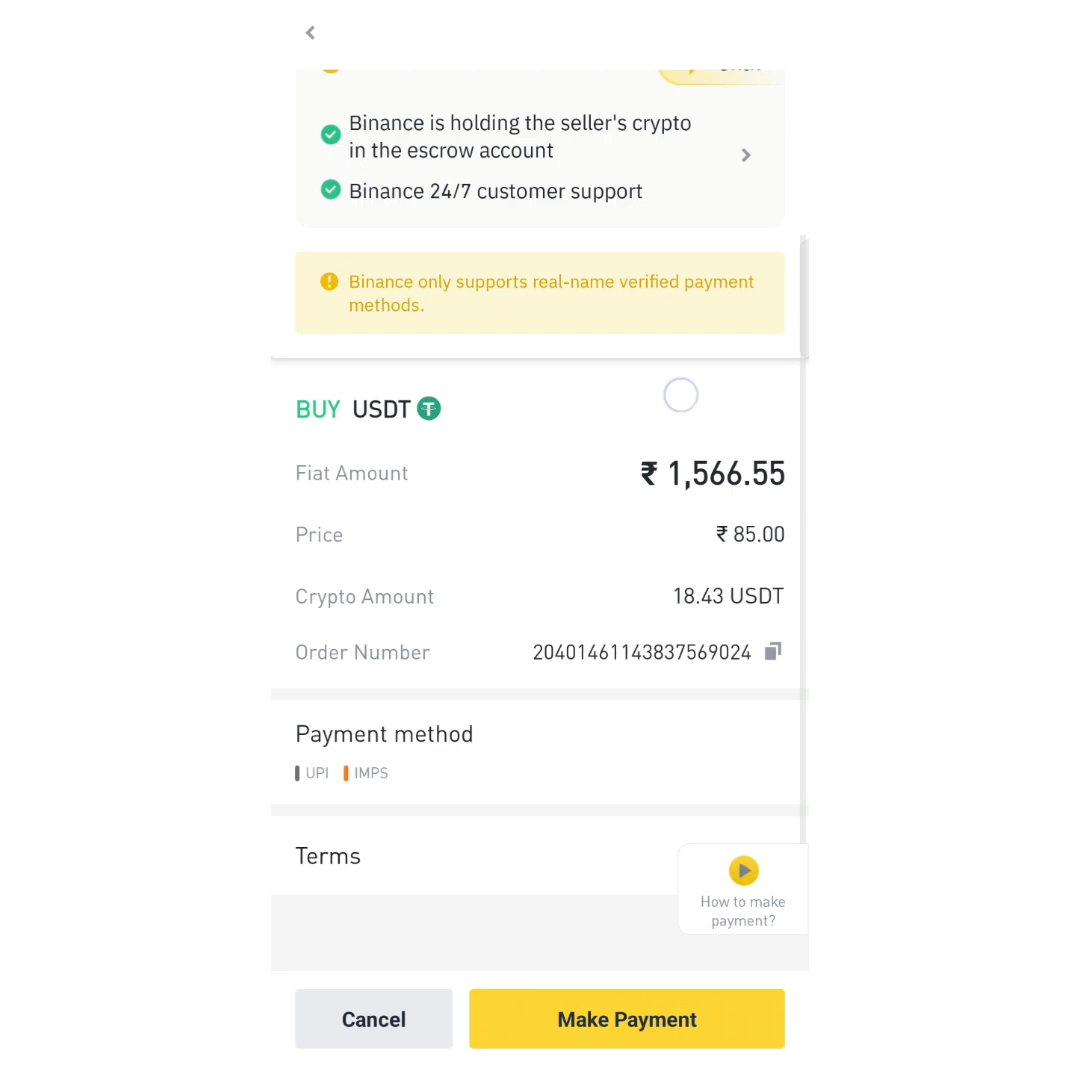 Binance is holding the seller's crypto
in the escrow account
Binance 24/7 customer support
Binance only supports real-name verified payment
methods.
BUY USDT
Fiat Amount ₹ 1,566.55
Price ₹ 85.00
Crypto Amount 18.43 USDT
Order Number 20401461143837569024
Payment method
UPI IMPS
Terms
How to make
payment?
Cancel Make Payment